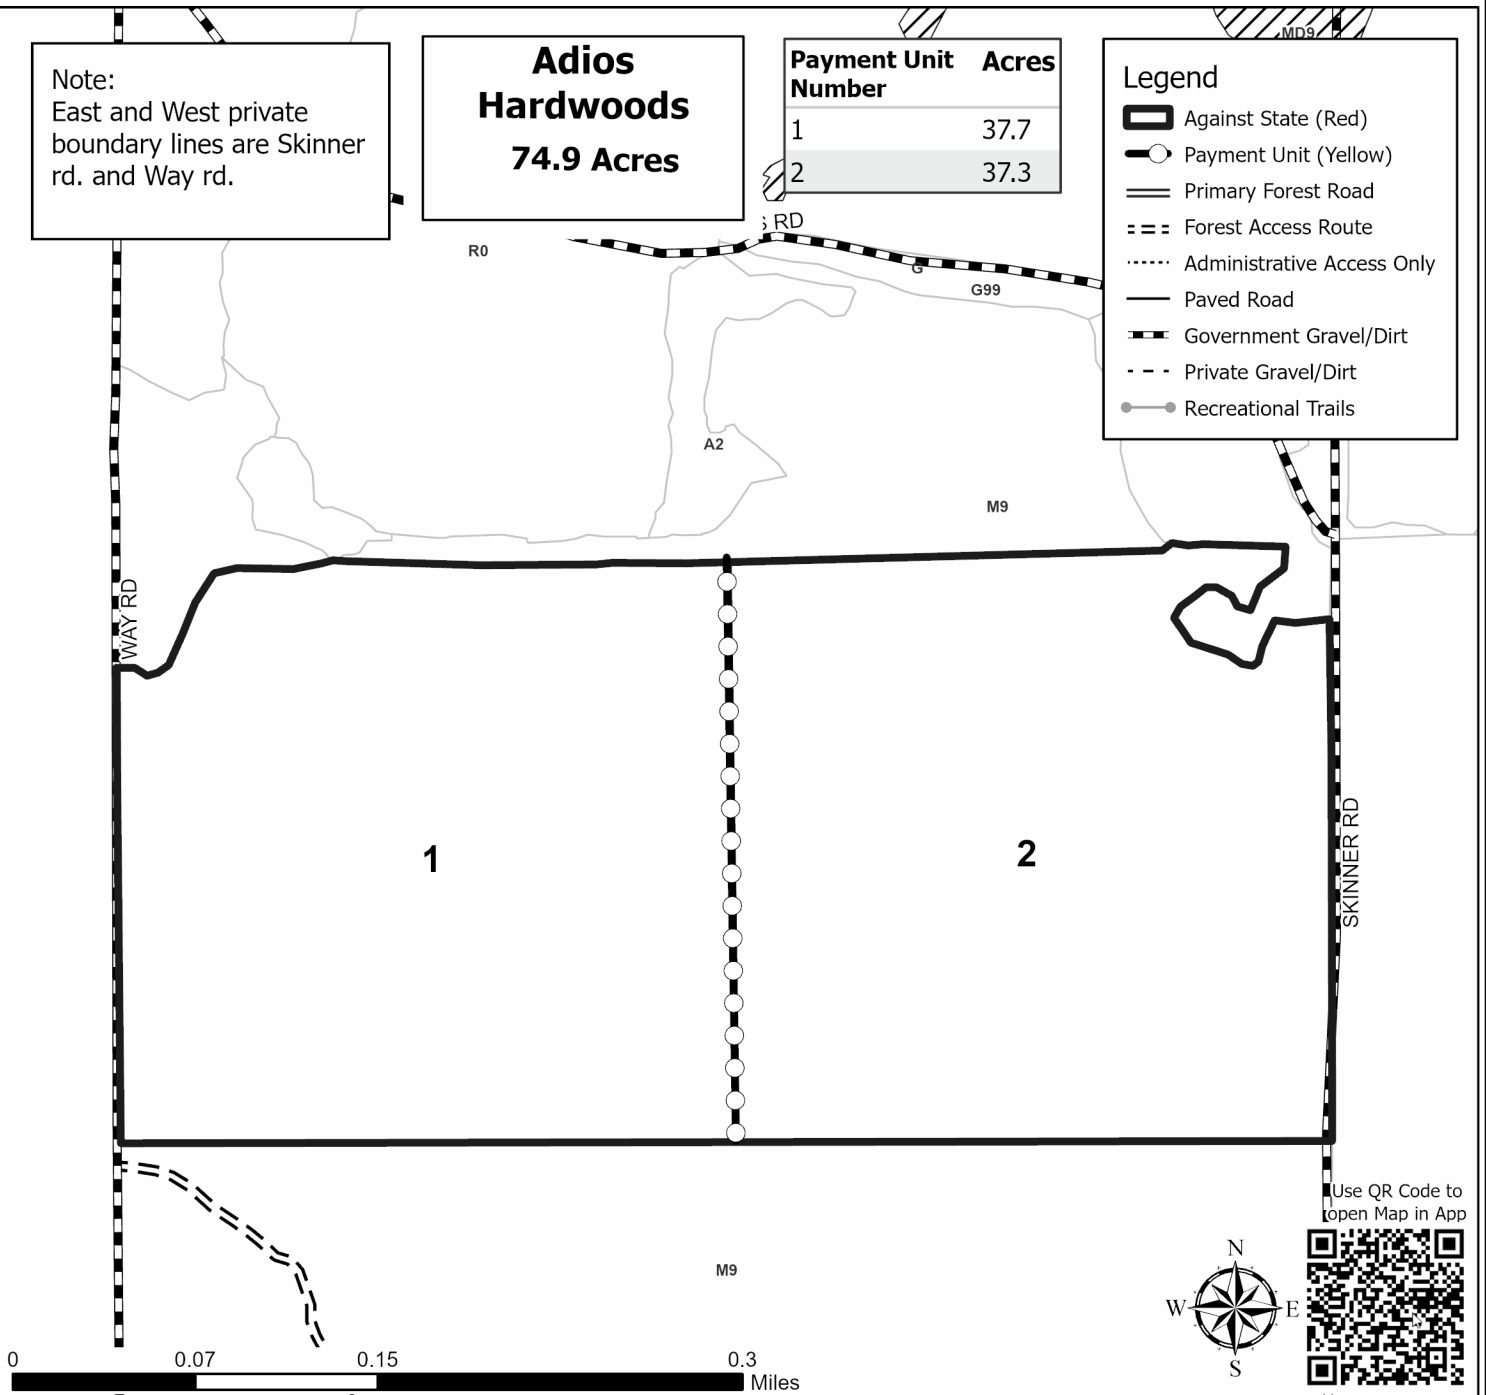 Note:
East and West private
boundary lines are Skinner
rd. and Way rd.
Adios
Hardwoods
74.9 Acres
Payment Unit Number Acres
1 37.7
2 37.3
MD9
Legend
Against State (Red)
Payment Unit (Yellow)
Primary Forest Road
Forest Access Route
Administrative Access Only
Paved Road
Government Gravel/Dirt
Private Gravel/Dirt
Recreational Trails
S RD
R0
G
G99
A2
M9
WAY RD
1
2
SKINNER RD
M9
Use QR Code to
open Map in App
N
W E
S
0 0.07 0.15 0.3
Miles